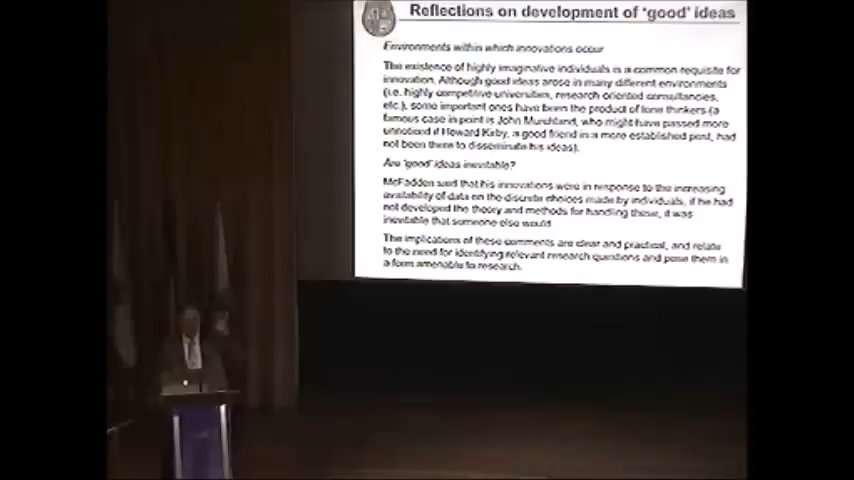 Reflections on development of 'good' ideas
Environments within which innovations occur
The existence of highly imaginative individuals is a common requisite for
innovation. Although good ideas arose in many different environments
(i.e. highly competitive universities, research oriented consultancies,
etc.), some important ones have been the product of lone thinkers (a
famous case in point is John Murchland, who might have passed more
unnoticed if Howard Kirby, a good friend in a more established post, had
not been there to disseminate his ideas).
Are 'good' ideas inevitable?
McFadden said that his innovations were in response to the increasing
availability of data on the discrete choices made by individuals, if he had
not developed the theory and methods for handling these, it was
inevitable that someone else would
The implications of these comments are clear and practical, and relate
to the need for identifying relevant research questions and pose them in
a form amenable to research.